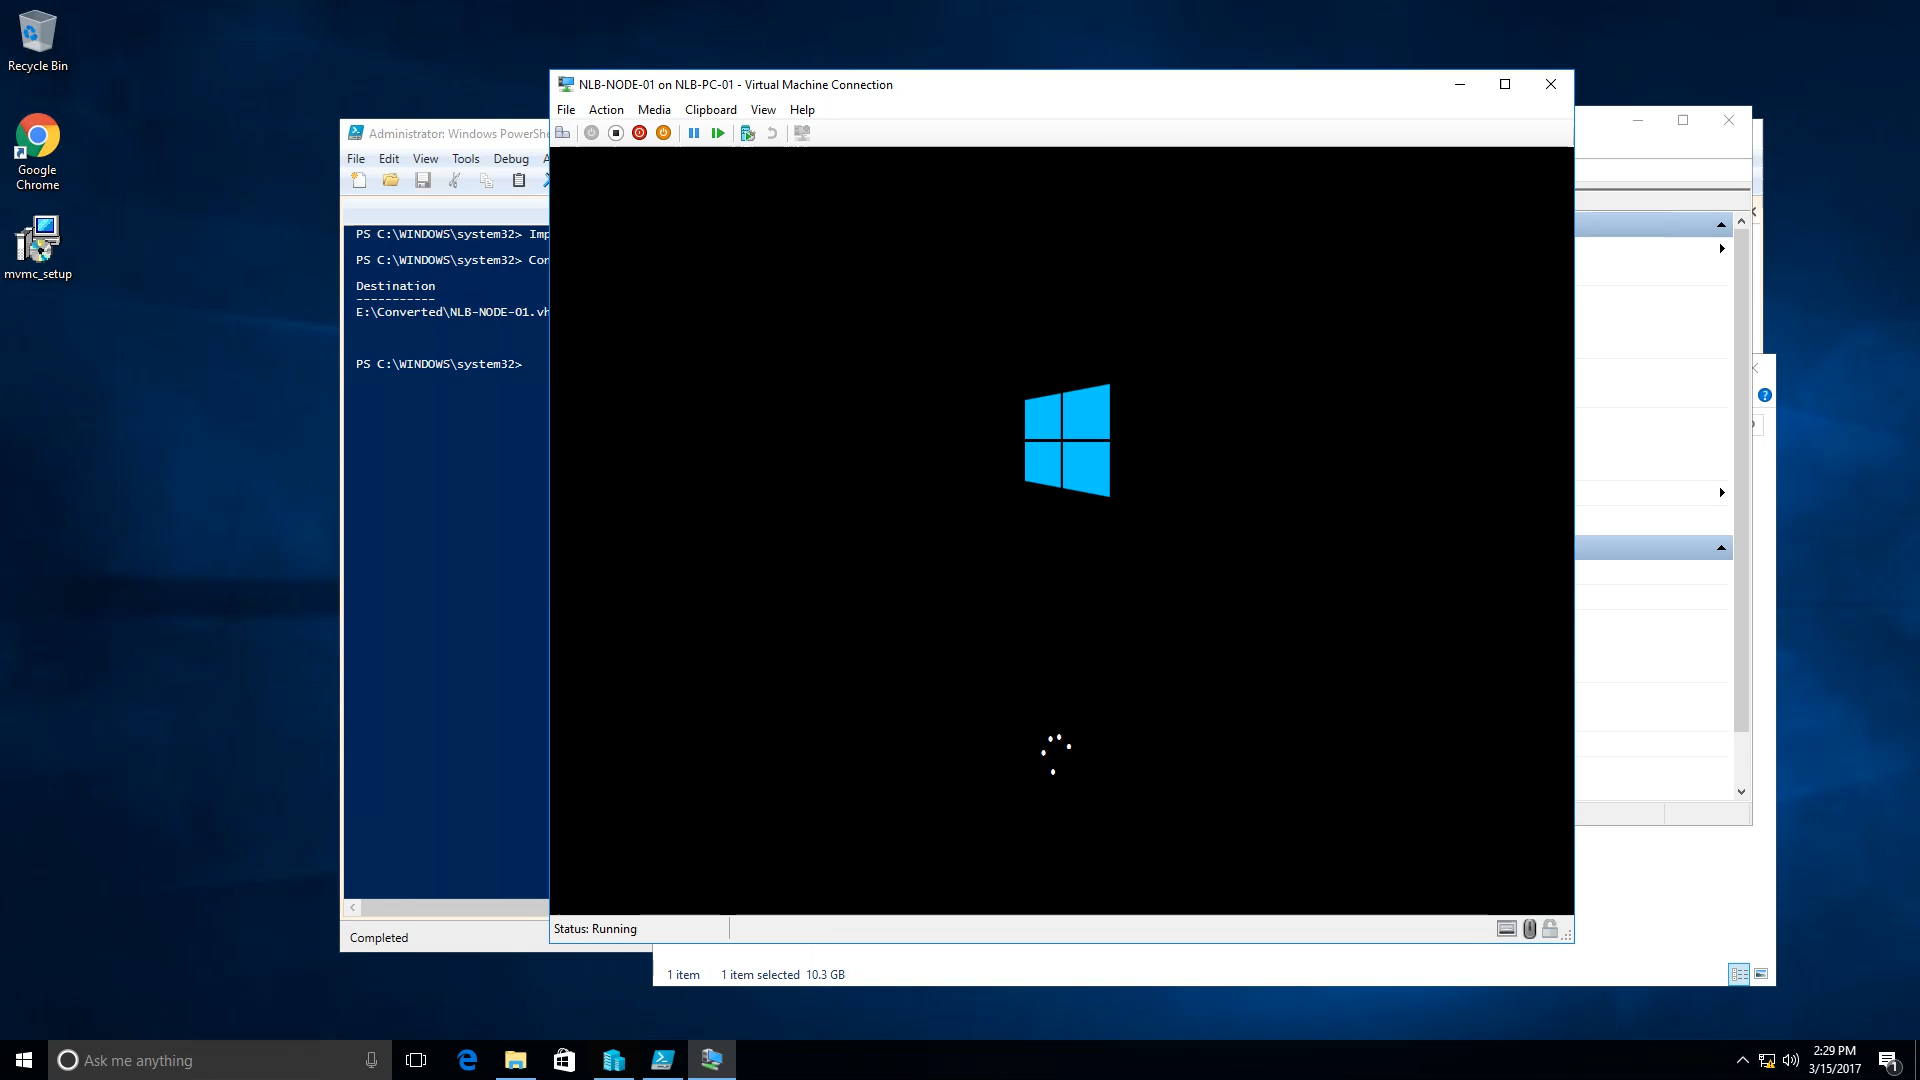 Recycle Bin
Google
Chrome
mvmc_setup
NLB-NODE-01 on NLB-PC-01 - Virtual Machine Connection
File Action Media Clipboard View Help
Administrator: Windows PowerShe
File Edit View Tools Debug A
PS C:\WINDOWS\system32> Imp
PS C:\WINDOWS\system32> Con
Destination
-----------
E:\Converted\NLB-NODE-01.vh
PS C:\WINDOWS\system32>
Completed
Status: Running
1 item 1 item selected 10.3 GB
Ask me anything
2:29 PM
3/15/2017
1